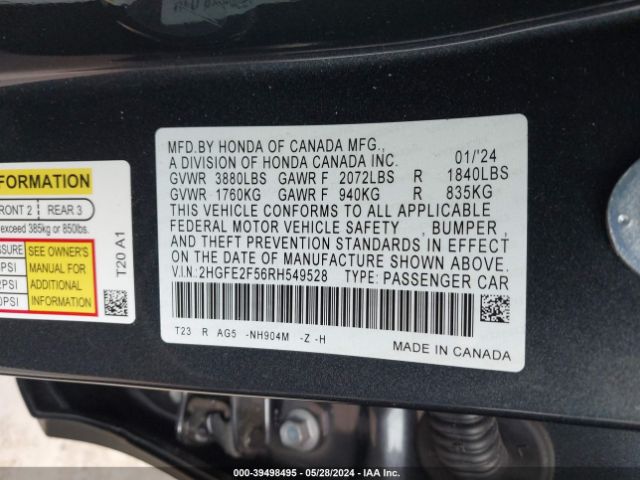 MFD.BY HONDA OF CANADA MFG.,
A DIVISION OF HONDA CANADA INC. 01/'24
GVWR 3880LBS GAWR F 2072LBS R 1840LBS
GVWR 1760KG GAWR F 940KG R 835KG
THIS VEHICLE CONFORMS TO ALL APPLICABLE
FEDERAL MOTOR VEHICLE SAFETY , BUMPER ,
AND THEFT PREVENTION STANDARDS IN EFFECT
ON THE DATE OF MANUFACTURE SHOWN ABOVE.
V.I.N: 2HGFE2F56RH549528 TYPE: PASSENGER CAR
T23 R AG5 -NH904M -Z -H
MADE IN CANADA
FORMATION
FRONT 2 REAR 3
exceed 385kg or 850lbs.
SSURE SEE OWNER'S
PSI MANUAL FOR
PSI ADDITIONAL
PSI INFORMATION
T20 A1
000-39498495 - 05/28/2024 - IAA Inc.